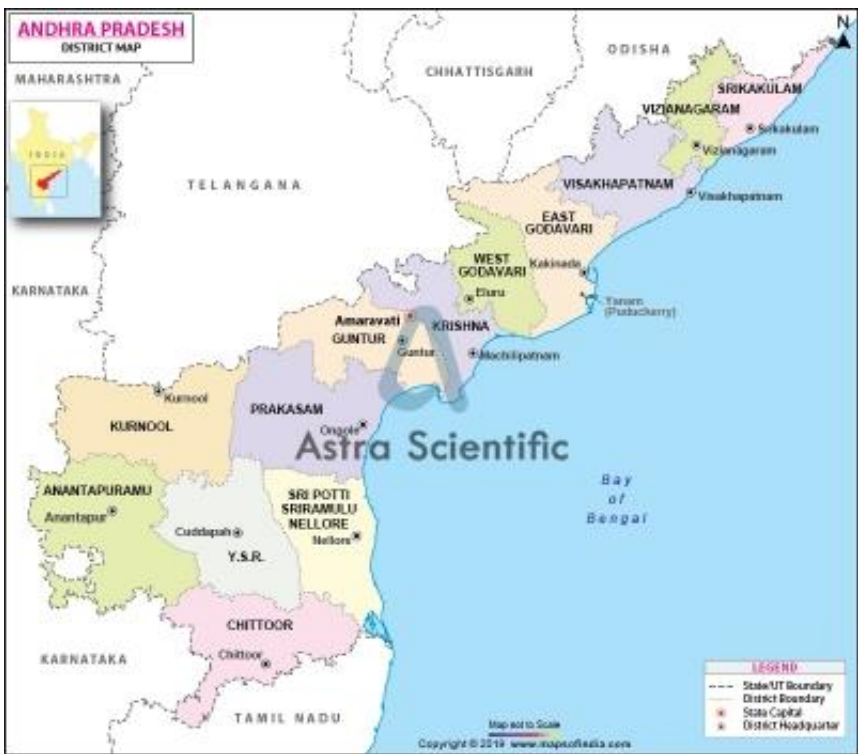 ANDHRA PRADESH
DISTRICT MAP
N
ODISHA
MAHARASHTRA
CHHATTISGARH
SRIKAKULAM
VIZIANAGARAM
Srikakulam
INDIA
Vizianagaram
TELANGANA
VISAKHAPATNAM
Visakhapatnam
EAST
GODAVARI
WEST
GODAVARI
Kakinada
KARNATAKA
Eluru
Yanam
(Puducherry)
Amaravati
KRISHNA
GUNTUR
Guntur
Machilipatnam
Kurnool
PRAKASAM
KURNOOL
Ongole
Astra Scientific
ANANTAPURAMU
SRI POTTI
SRIRAMULU
NELLORE
Bay
of
Bengal
Anantapur
Cuddapah
Nellore
Y.S.R.
CHITTOOR
KARNATAKA
Chittoor
LEGEND
State/UT Boundary
District Boundary
State Capital
District Headquarter
TAMIL NADU
Map not to Scale
Copyright © 2019 www.mapsofindia.com